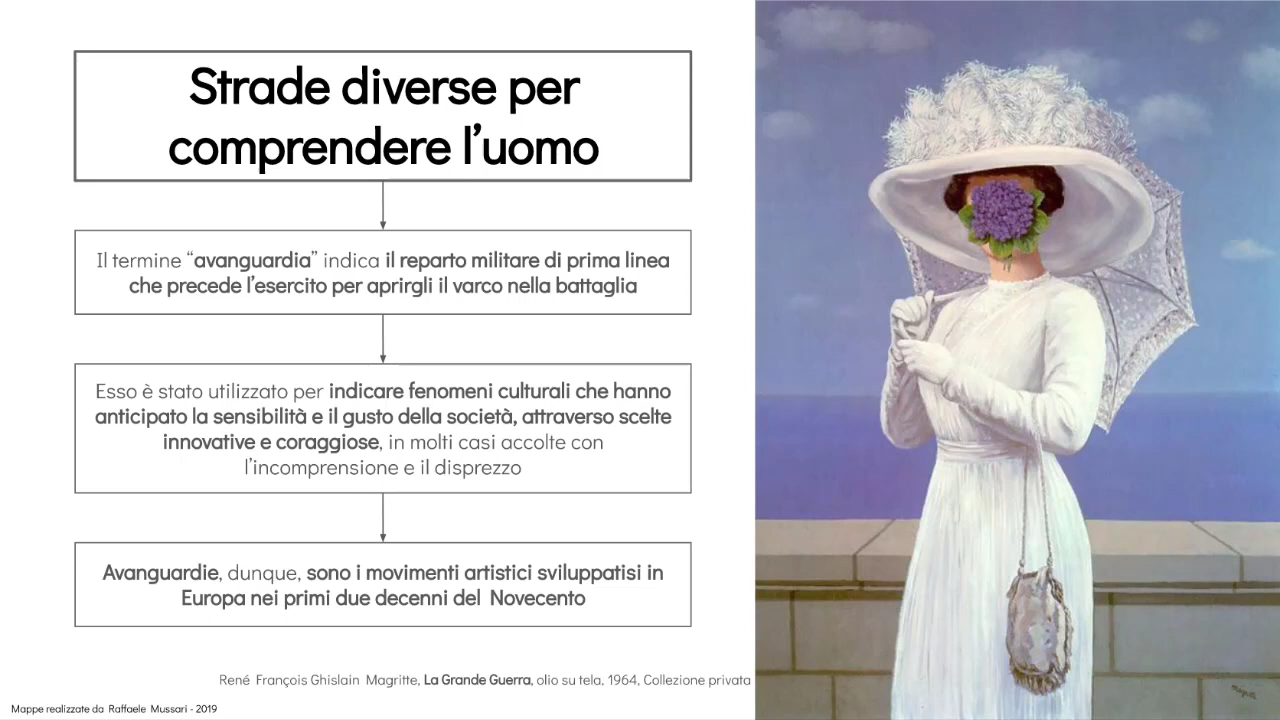 Strade diverse per
comprendere l’uomo
Il termine “avanguardia” indica il reparto militare di prima linea
che precede l’esercito per aprirgli il varco nella battaglia
Esso è stato utilizzato per indicare fenomeni culturali che hanno
anticipato la sensibilità e il gusto della società, attraverso scelte
innovative e coraggiose, in molti casi accolte con
l’incomprensione e il disprezzo
Avanguardie, dunque, sono i movimenti artistici sviluppatisi in
Europa nei primi due decenni del Novecento
René François Ghislain Magritte, La Grande Guerra, olio su tela, 1964, Collezione privata
Mappe realizzate da Raffaele Mussari - 2019